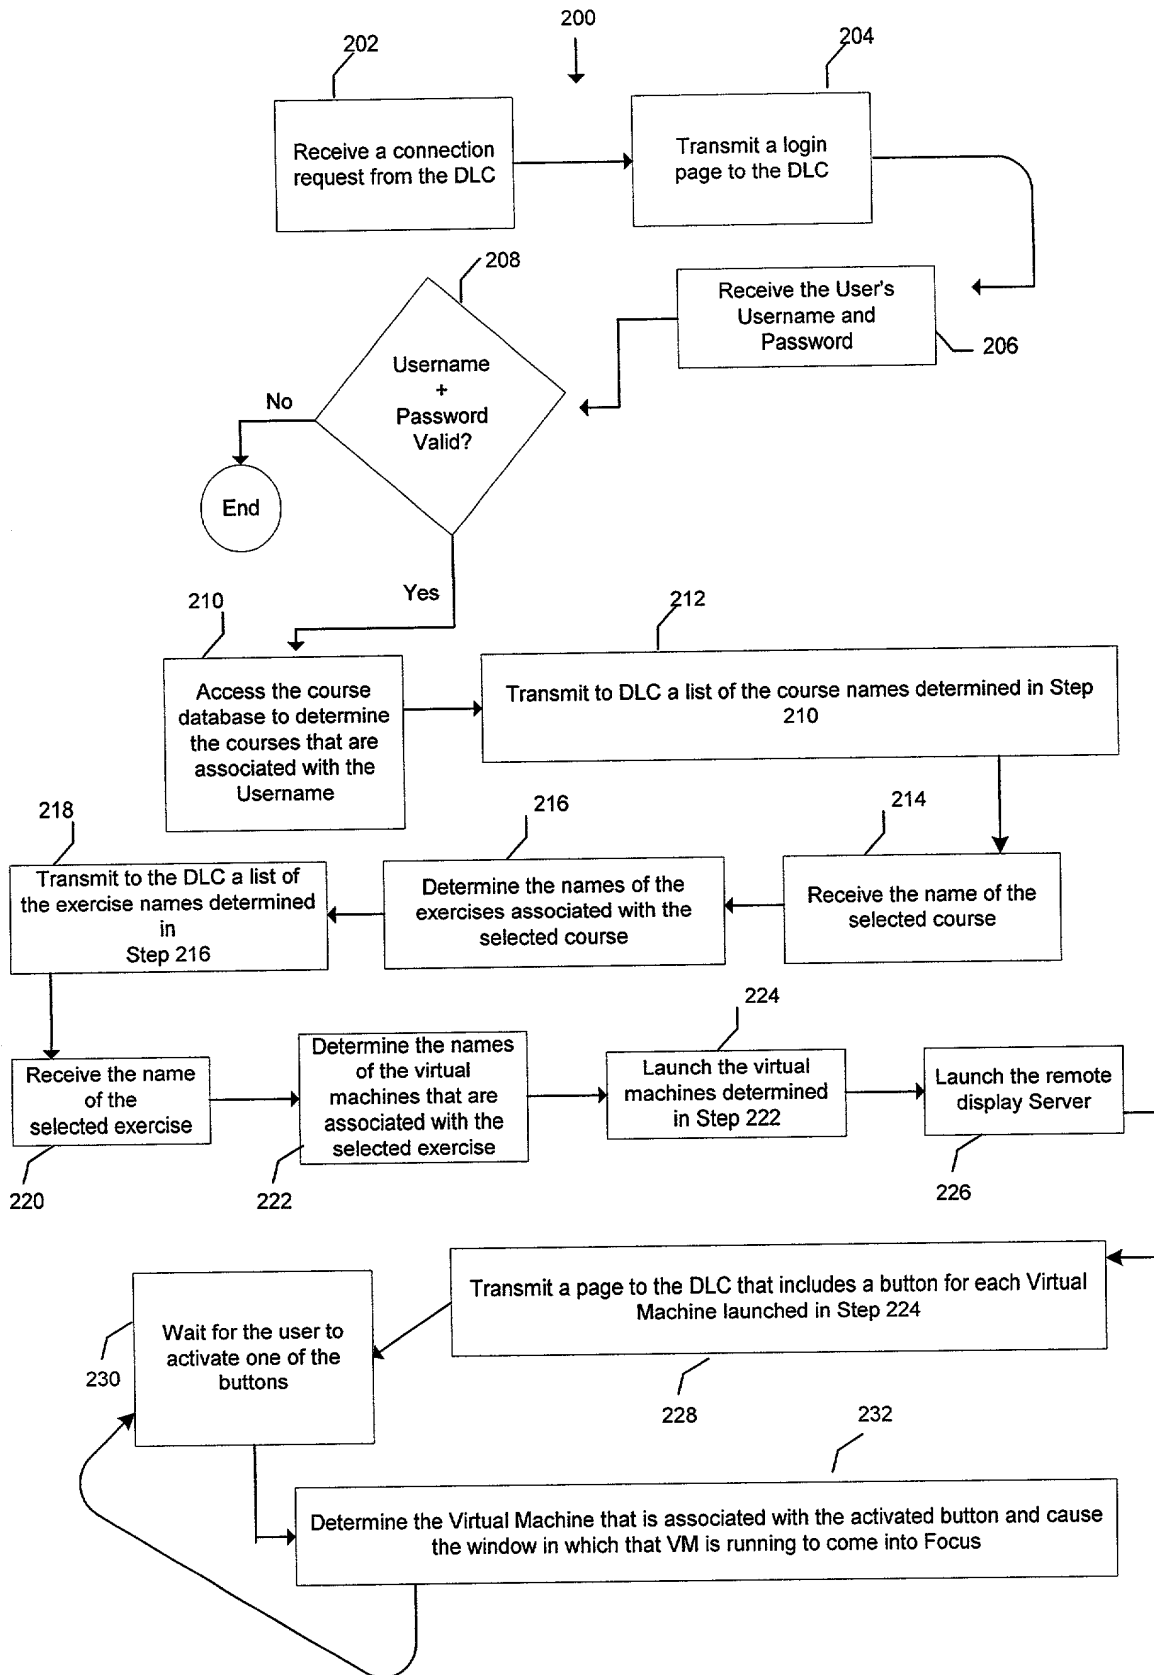 200
202
204
Receive a connection
request from the DLC
Transmit a login
page to the DLC
Receive the User's
Username and
Password
206
208
Username
+
Password
Valid?
No
End
Yes
210
Access the course
database to determine
the courses that are
associated with the
Username
212
Transmit to DLC a list of the course names determined in Step
210
214
Receive the name of the
selected course
216
Determine the names of the
exercises associated with the
selected course
218
Transmit to the DLC a list of
the exercise names determined
in
Step 216
Receive the name
of the
selected exercise
220
Determine the names
of the virtual
machines that are
associated with the
selected exercise
222
224
Launch the virtual
machines determined
in Step 222
Launch the remote
display Server
226
Transmit a page to the DLC that includes a button for each Virtual
Machine launched in Step 224
228
Wait for the user to
activate one of the
buttons
230
232
Determine the Virtual Machine that is associated with the activated button and cause
the window in which that VM is running to come into Focus